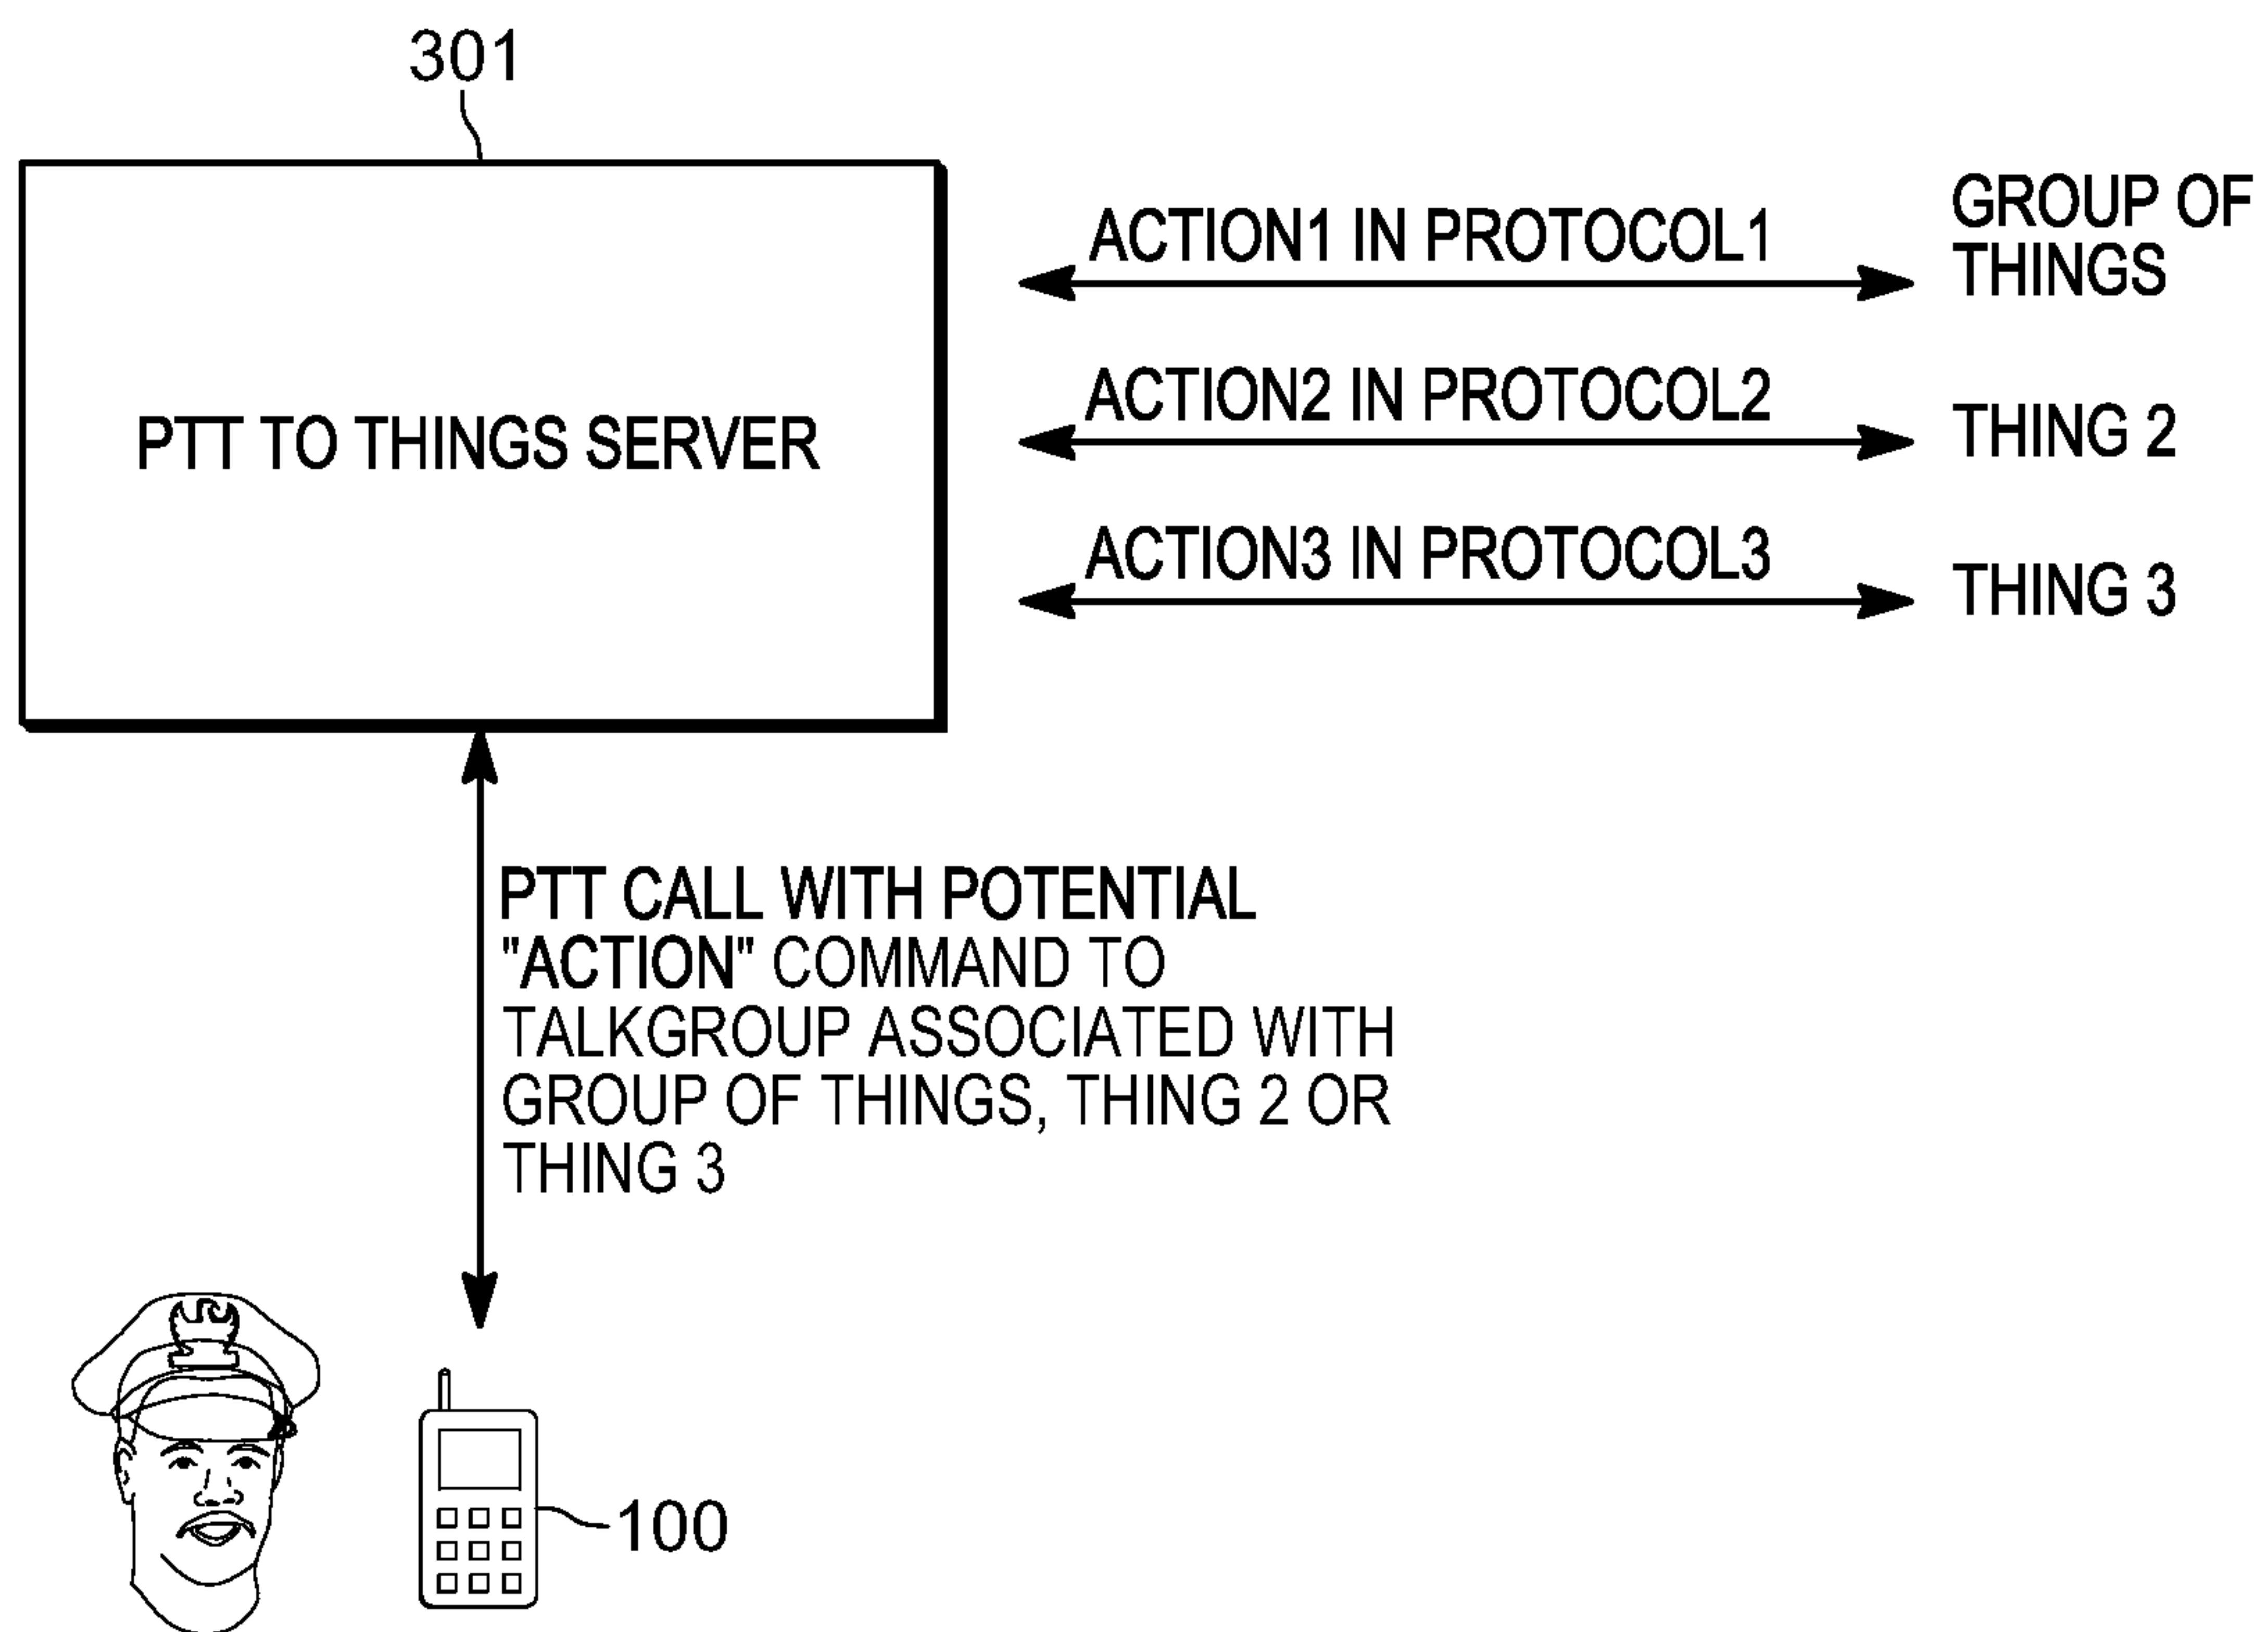 301
PTT TO THINGS SERVER
ACTION1 IN PROTOCOL1
GROUP OF
THINGS
ACTION2 IN PROTOCOL2
THING 2
ACTION3 IN PROTOCOL3
THING 3
PTT CALL WITH POTENTIAL
"ACTION" COMMAND TO
TALKGROUP ASSOCIATED WITH
GROUP OF THINGS, THING 2 OR
THING 3
100